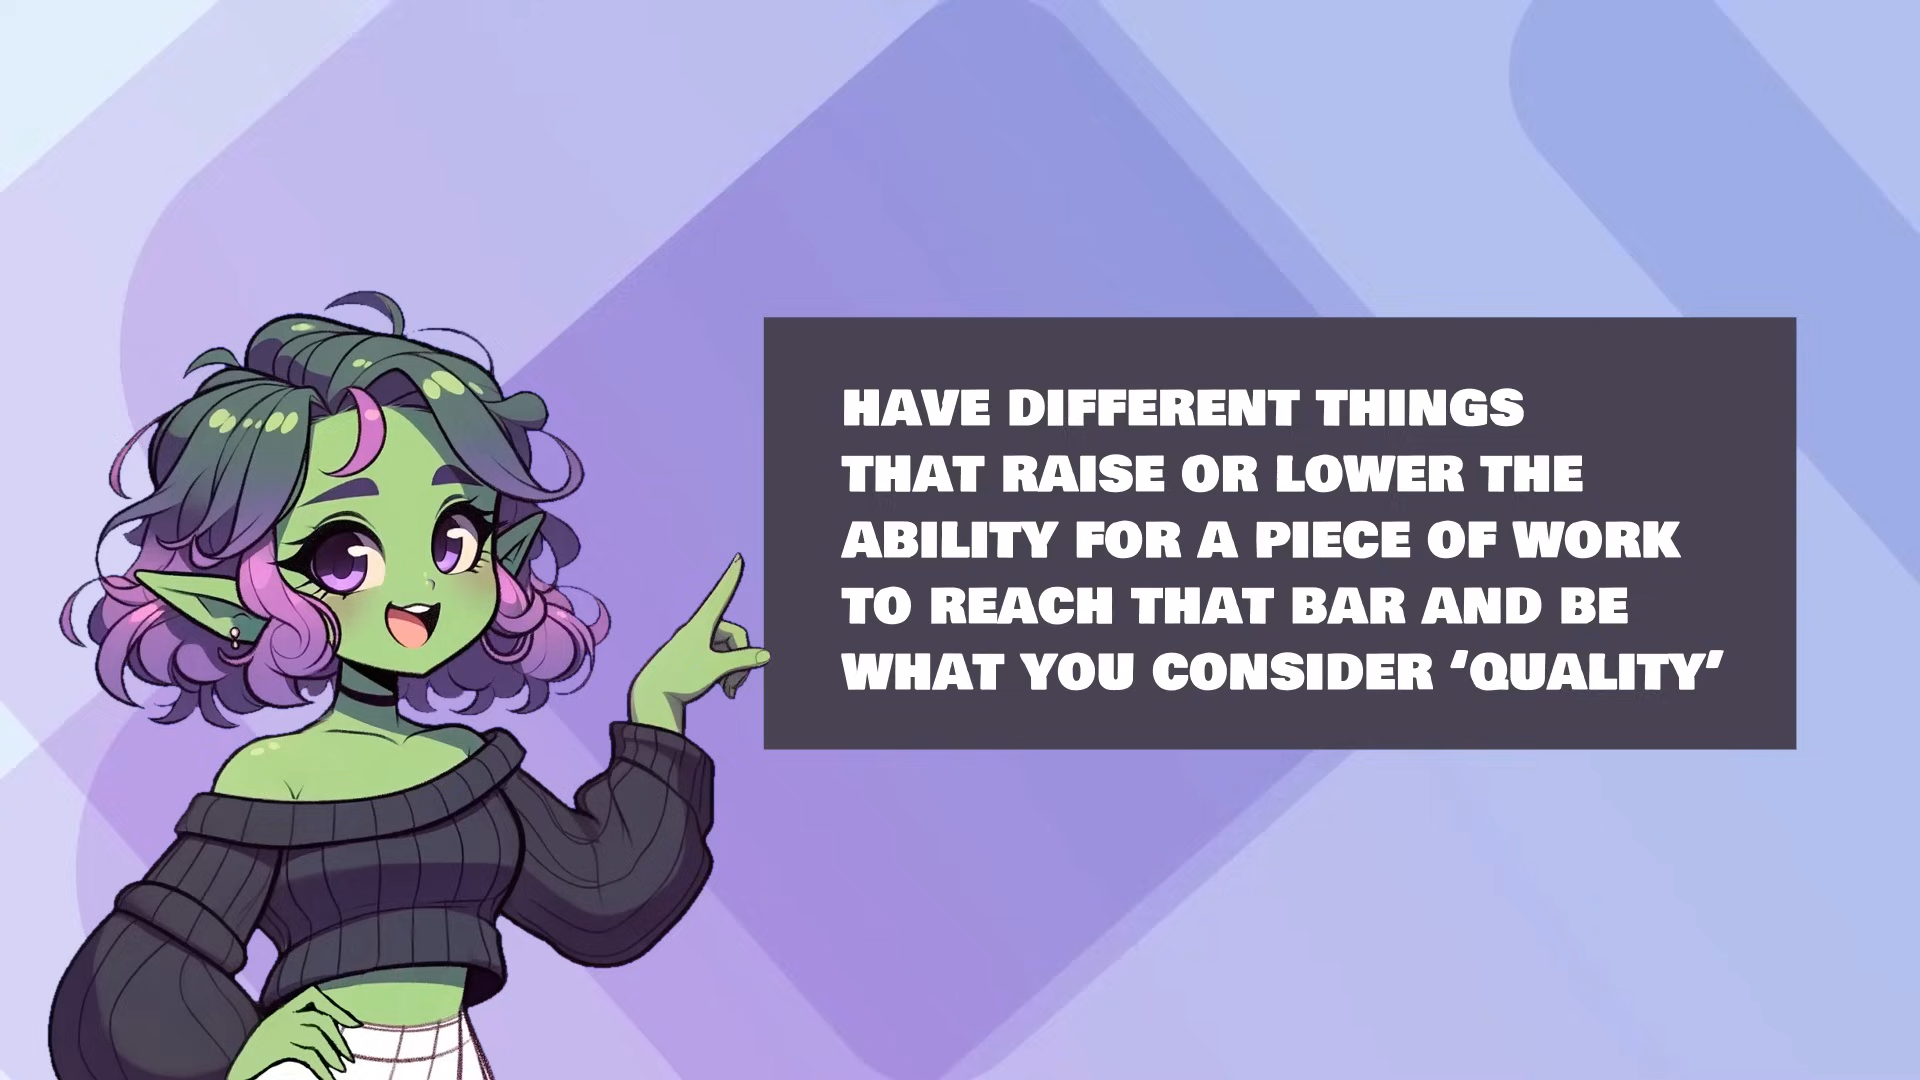 HAVE DIFFERENT THINGS
THAT RAISE OR LOWER THE
ABILITY FOR A PIECE OF WORK
TO REACH THAT BAR AND BE
WHAT YOU CONSIDER ‘QUALITY’